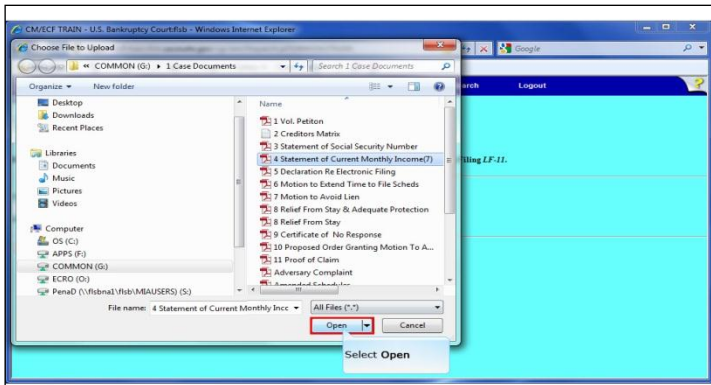 CM/ECF TRAIN - U.S. Bankruptcy Court:flsb - Windows Internet Explorer
Choose File to Upload
« COMMON (G:) ▸ 1 Case Documents
Search 1 Case Documents
Google
Organize
New folder
arch
Logout
Desktop
Downloads
Recent Places
Libraries
Documents
Music
Pictures
Videos
Computer
OS (C:)
APPS (F:)
COMMON (G:)
ECRO (O:)
PenaD (\\flsbna1\flsb\MIAUSERS) (S:)
Name
1 Vol. Petiton
2 Creditors Matrix
3 Statement of Social Security Number
4 Statement of Current Monthly Income(7)
5 Declaration Re Electronic Filing
6 Motion to Extend Time to File Scheds
7 Motion to Avoid Lien
8 Relief From Stay & Adequate Protection
8 Relief From Stay
9 Certificate of No Response
10 Proposed Order Granting Motion To A...
11 Proof of Claim
Adversary Complaint
Amended Schedules
Filing LF-11.
File name:
4 Statement of Current Monthly Incc
All Files (*.*)
Open
Cancel
Select Open